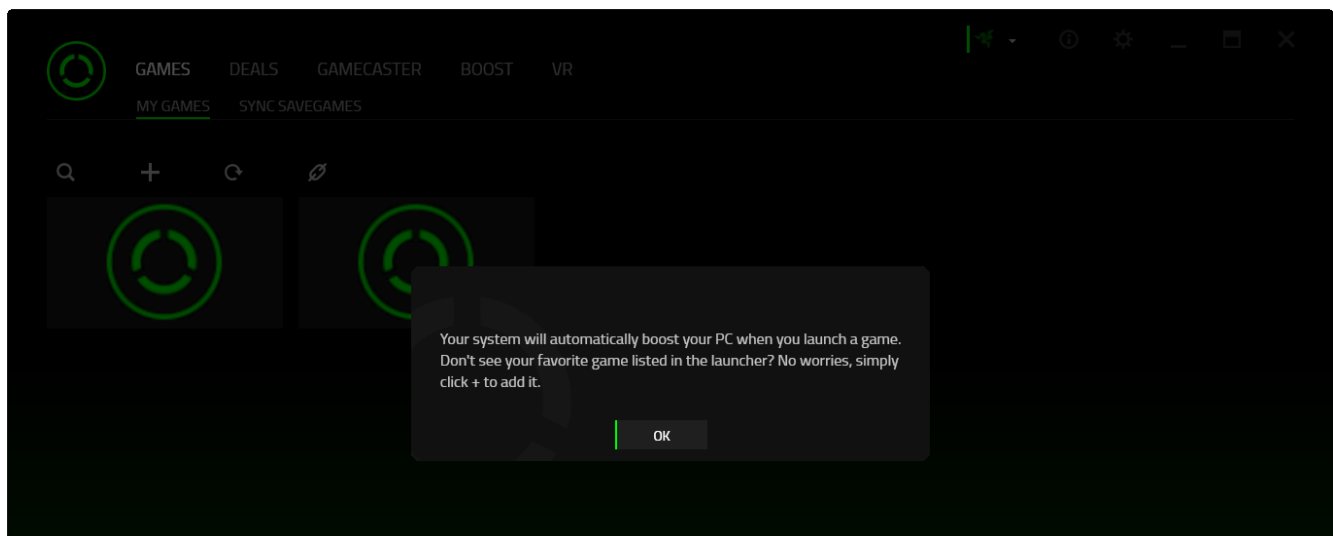 GAMES DEALS GAMECASTER BOOST VR
MY GAMES SYNC SAVEGAMES
Your system will automatically boost your PC when you launch a game.
Don't see your favorite game listed in the launcher? No worries, simply
click + to add it.
OK